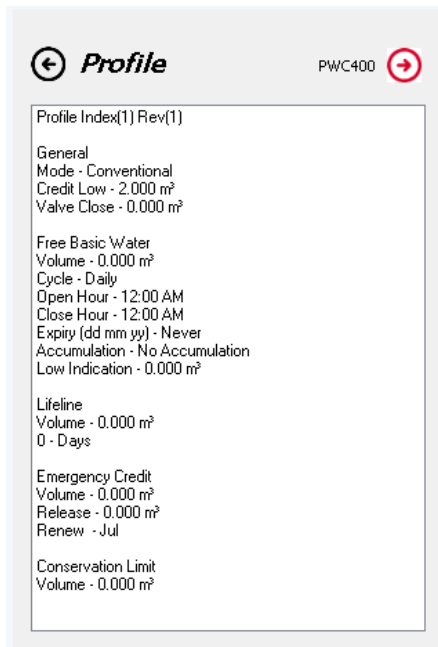 Profile
PWC400
Profile Index(1) Rev(1)
General
Mode - Conventional
Credit Low - 2.000 m³
Valve Close - 0.000 m³
Free Basic Water
Volume - 0.000 m³
Cycle - Daily
Open Hour - 12:00 AM
Close Hour - 12:00 AM
Expiry (dd mm yy) - Never
Accumulation - No Accumulation
Low Indication - 0.000 m³
Lifeline
Volume - 0.000 m³
0 - Days
Emergency Credit
Volume - 0.000 m³
Release - 0.000 m³
Renew  - Jul
Conservation Limit
Volume - 0.000 m³